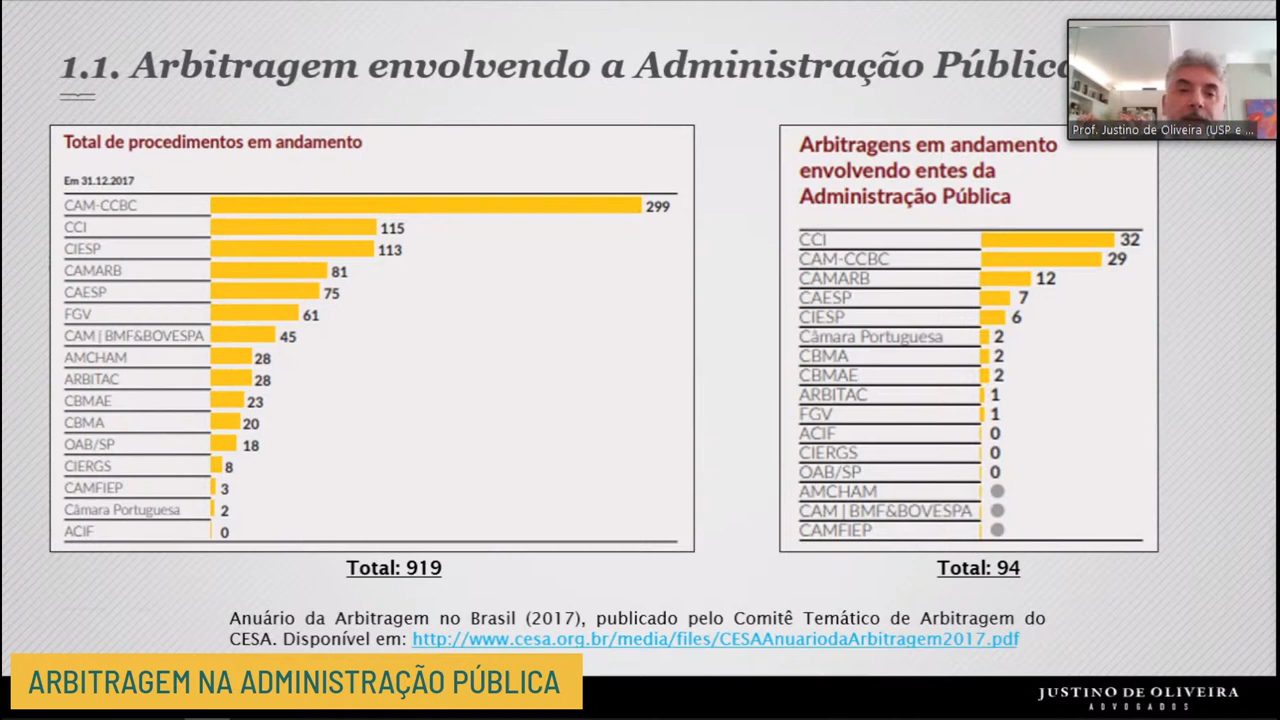 1.1. Arbitragem envolvendo a Administração Pública
Prof. Justino de Oliveira (USP e ...
Total de procedimentos em andamento
Em 31.12.2017
CAM-CCBC 299
CCI 115
CIESP 113
CAMARB 81
CAESP 75
FGV 61
CAM | BMF&BOVESPA 45
AMCHAM 28
ARBITAC 28
CBMAE 23
CBMA 20
OAB/SP 18
CIERGS 8
CAMFIEP 3
Câmara Portuguesa 2
ACIF 0
Total: 919
Arbitragens em andamento
envolvendo entes da
Administração Pública
CCI 32
CAM-CCBC 29
CAMARB 12
CAESP 7
CIESP 6
Câmara Portuguesa 2
CBMA 2
CBMAE 2
ARBITAC 1
FGV 1
ACIF 0
CIERGS 0
OAB/SP 0
AMCHAM
CAM | BMF&BOVESPA
CAMFIEP
Total: 94
Anuário da Arbitragem no Brasil (2017), publicado pelo Comitê Temático de Arbitragem do
CESA. Disponível em: http://www.cesa.org.br/media/files/CESAAnuariodaArbitragem2017.pdf
ARBITRAGEM NA ADMINISTRAÇÃO PÚBLICA
JUSTINO DE OLIVEIRA
ADVOGADOS